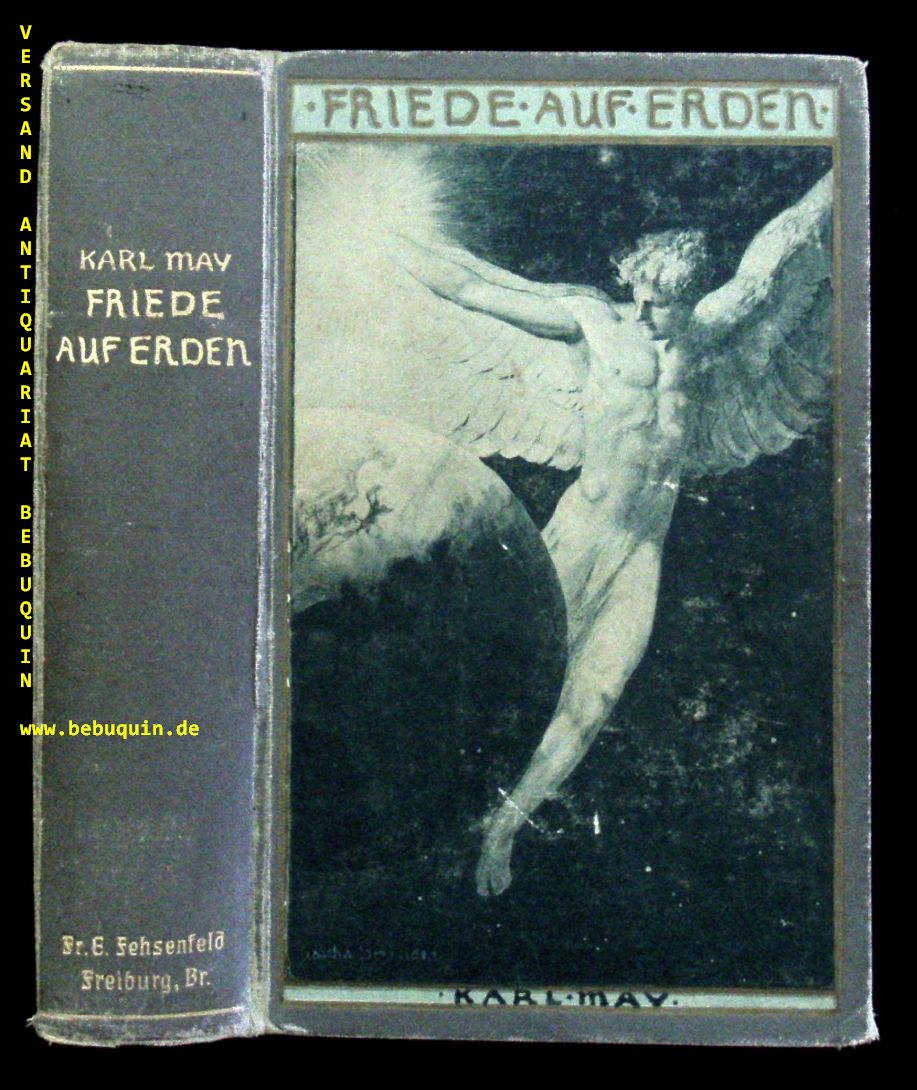 VERSAND ANTIQUARIAT BEBUQUIN
www.bebuquin.de
KARL MAY
FRIEDE
AUF ERDEN
Fr. E. Fehsenfeld
Freiburg, Br.
·FRIEDE·AUF·ERDEN·
·KARL·MAY·